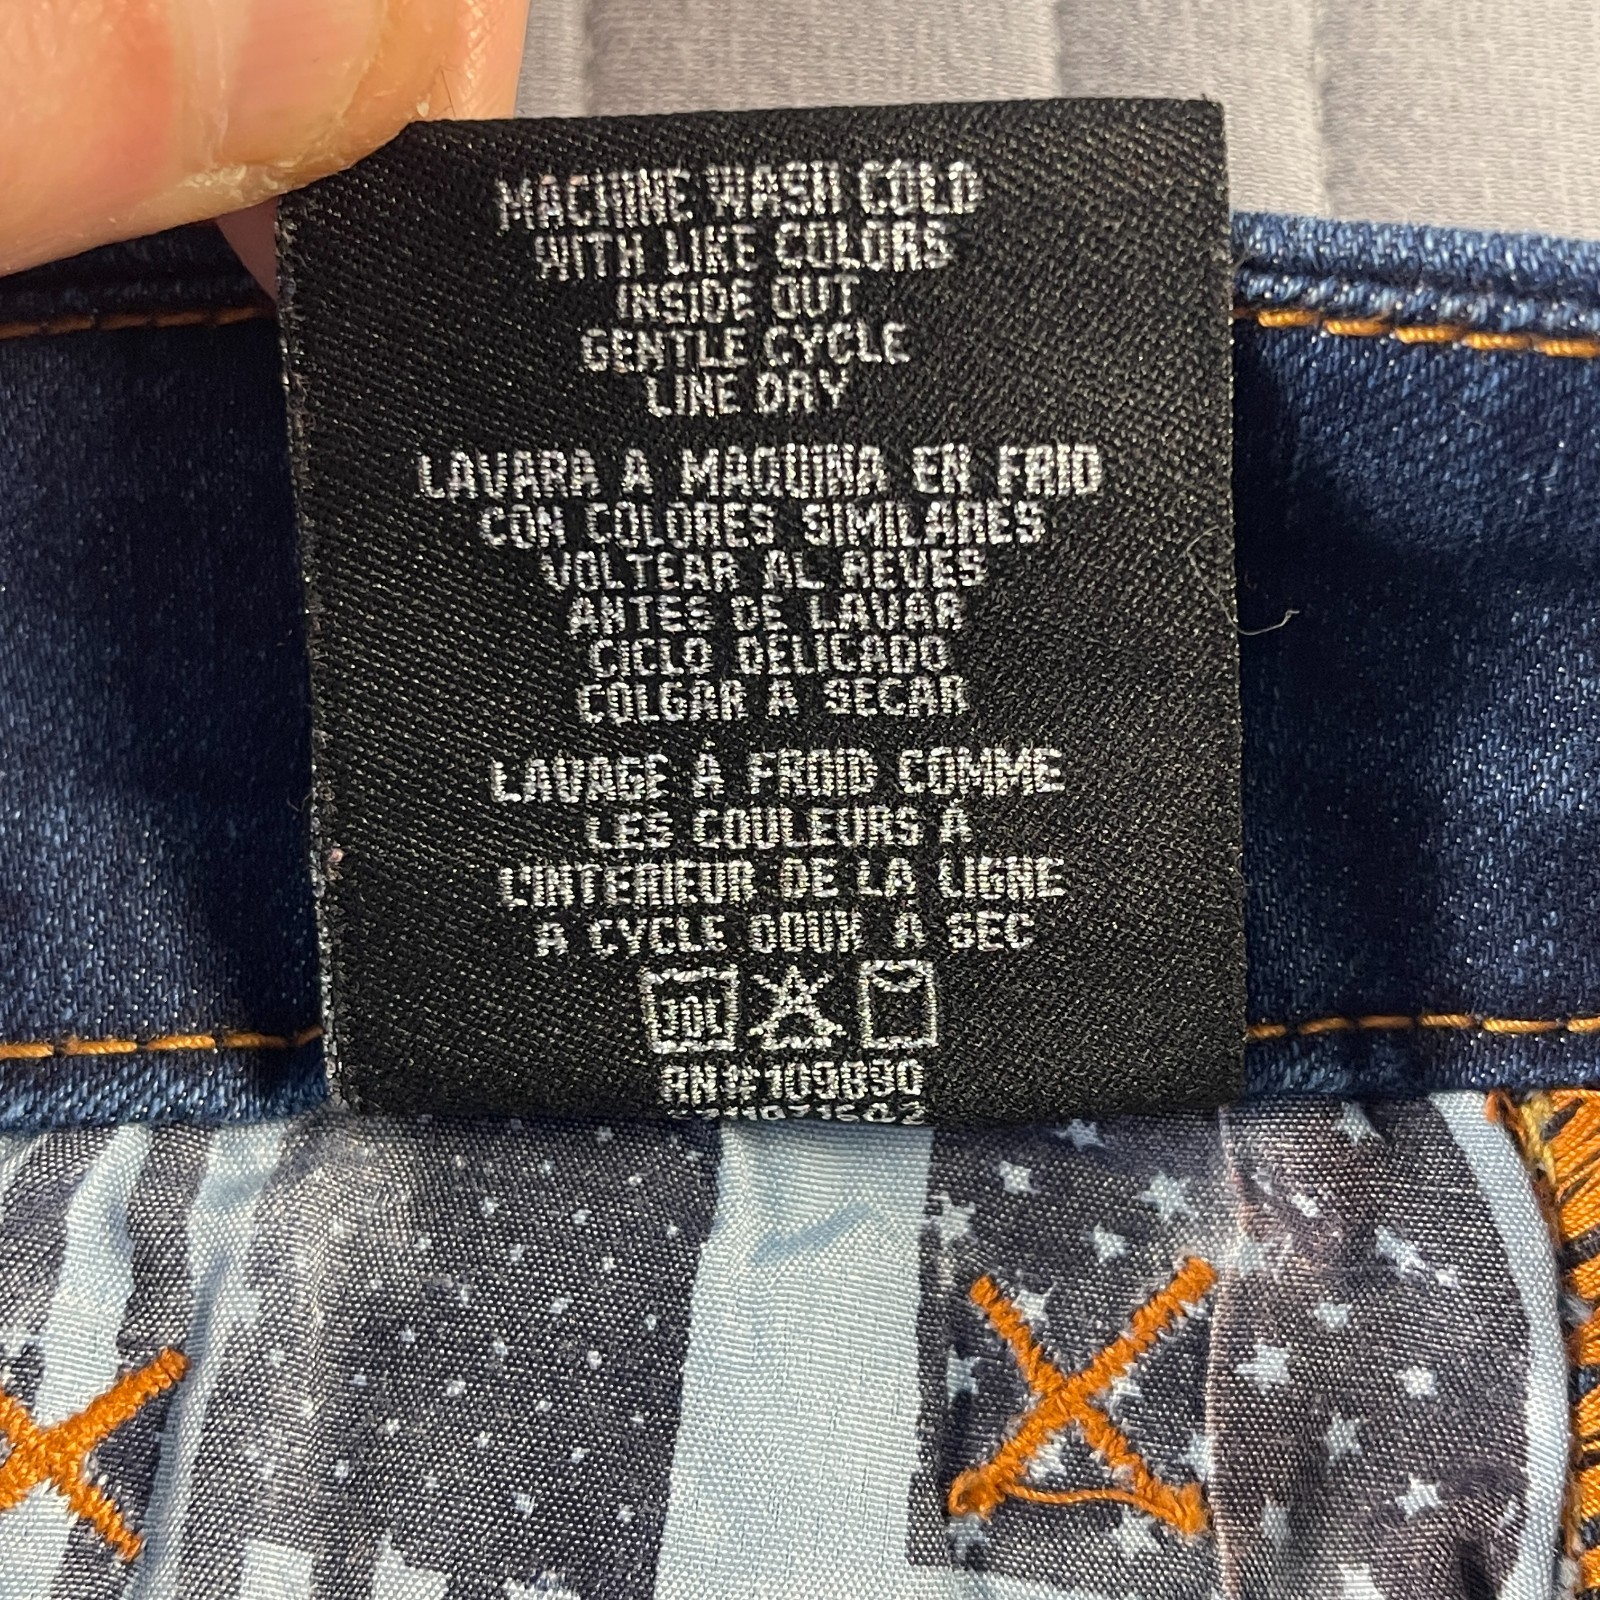 MACHINE WASH COLD
WITH LIKE COLORS
INSIDE OUT
GENTLE CYCLE
LINE DRY
LAVARA A MAQUINA EN FRIO
CON COLORES SIMILARES
VOLTEAR AL REVES
ANTES DE LAVAR
CICLO DELICADO
COLGAR A SECAR
LAVAGE À FROID COMME
LES COULEURS À
L'INTERIEUR DE LA LIGNE
A CYCLE DOUX A SEC
30C
RN#109890